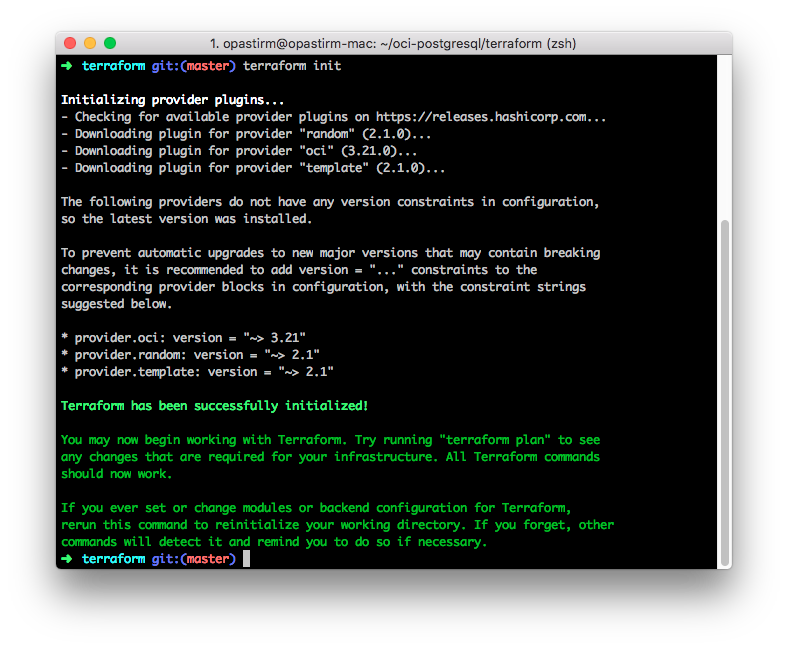 1. opastirm@opastirm-mac: ~/oci-postgresql/terraform (zsh)
➜ terraform git:(master) terraform init
Initializing provider plugins...
- Checking for available provider plugins on https://releases.hashicorp.com...
- Downloading plugin for provider "random" (2.1.0)...
- Downloading plugin for provider "oci" (3.21.0)...
- Downloading plugin for provider "template" (2.1.0)...
The following providers do not have any version constraints in configuration,
so the latest version was installed.
To prevent automatic upgrades to new major versions that may contain breaking
changes, it is recommended to add version = "..." constraints to the
corresponding provider blocks in configuration, with the constraint strings
suggested below.
* provider.oci: version = "~> 3.21"
* provider.random: version = "~> 2.1"
* provider.template: version = "~> 2.1"
Terraform has been successfully initialized!
You may now begin working with Terraform. Try running "terraform plan" to see
any changes that are required for your infrastructure. All Terraform commands
should now work.
If you ever set or change modules or backend configuration for Terraform,
rerun this command to reinitialize your working directory. If you forget, other
commands will detect it and remind you to do so if necessary.
➜ terraform git:(master)